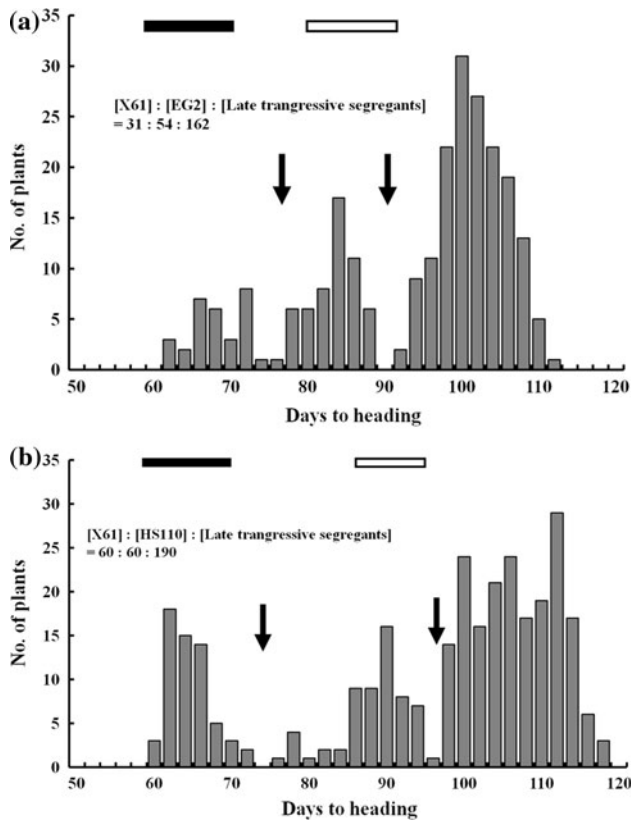 (a)
35
30
25
20
15
10
5
0
No. of plants
[X61] : [EG2] : [Late trangressive segregants]
= 31 : 54 : 162
50 60 70 80 90 100 110 120
Days to heading
(b)
35
30
25
20
15
10
5
0
No. of plants
[X61] : [HS110] : [Late trangressive segregants]
= 60 : 60 : 190
50 60 70 80 90 100 110 120
Days to heading